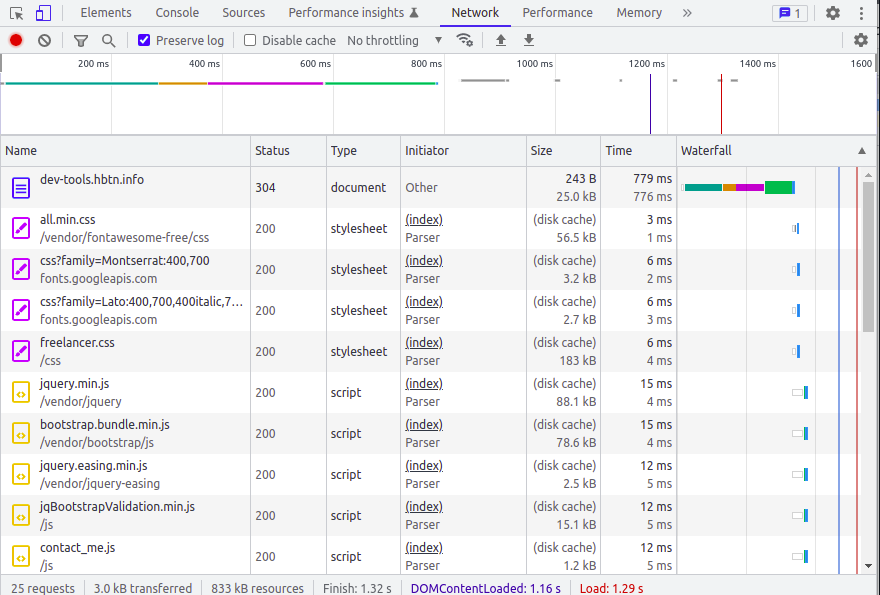 Elements Console Sources Performance insights Network Performance Memory » 1
Preserve log Disable cache No throttling
200 ms 400 ms 600 ms 800 ms 1000 ms 1200 ms 1400 ms 1600
Name Status Type Initiator Size Time Waterfall
dev-tools.hbtn.info 304 document Other 243 B 779 ms
25.0 kB 776 ms
all.min.css 200 stylesheet (index) (disk cache) 3 ms
/vendor/fontawesome-free/css Parser 56.5 kB 1 ms
css?family=Montserrat:400,700 200 stylesheet (index) (disk cache) 6 ms
fonts.googleapis.com Parser 3.2 kB 2 ms
css?family=Lato:400,700,400italic,7… 200 stylesheet (index) (disk cache) 6 ms
fonts.googleapis.com Parser 2.7 kB 3 ms
freelancer.css 200 stylesheet (index) (disk cache) 6 ms
/css Parser 183 kB 4 ms
jquery.min.js 200 script (index) (disk cache) 15 ms
/vendor/jquery Parser 88.1 kB 4 ms
bootstrap.bundle.min.js 200 script (index) (disk cache) 15 ms
/vendor/bootstrap/js Parser 78.6 kB 4 ms
jquery.easing.min.js 200 script (index) (disk cache) 12 ms
/vendor/jquery-easing Parser 2.5 kB 5 ms
jqBootstrapValidation.min.js 200 script (index) (disk cache) 12 ms
/js Parser 15.1 kB 5 ms
contact_me.js 200 script (index) (disk cache) 12 ms
/js Parser 1.2 kB 5 ms
25 requests 3.0 kB transferred 833 kB resources Finish: 1.32 s DOMContentLoaded: 1.16 s Load: 1.29 s